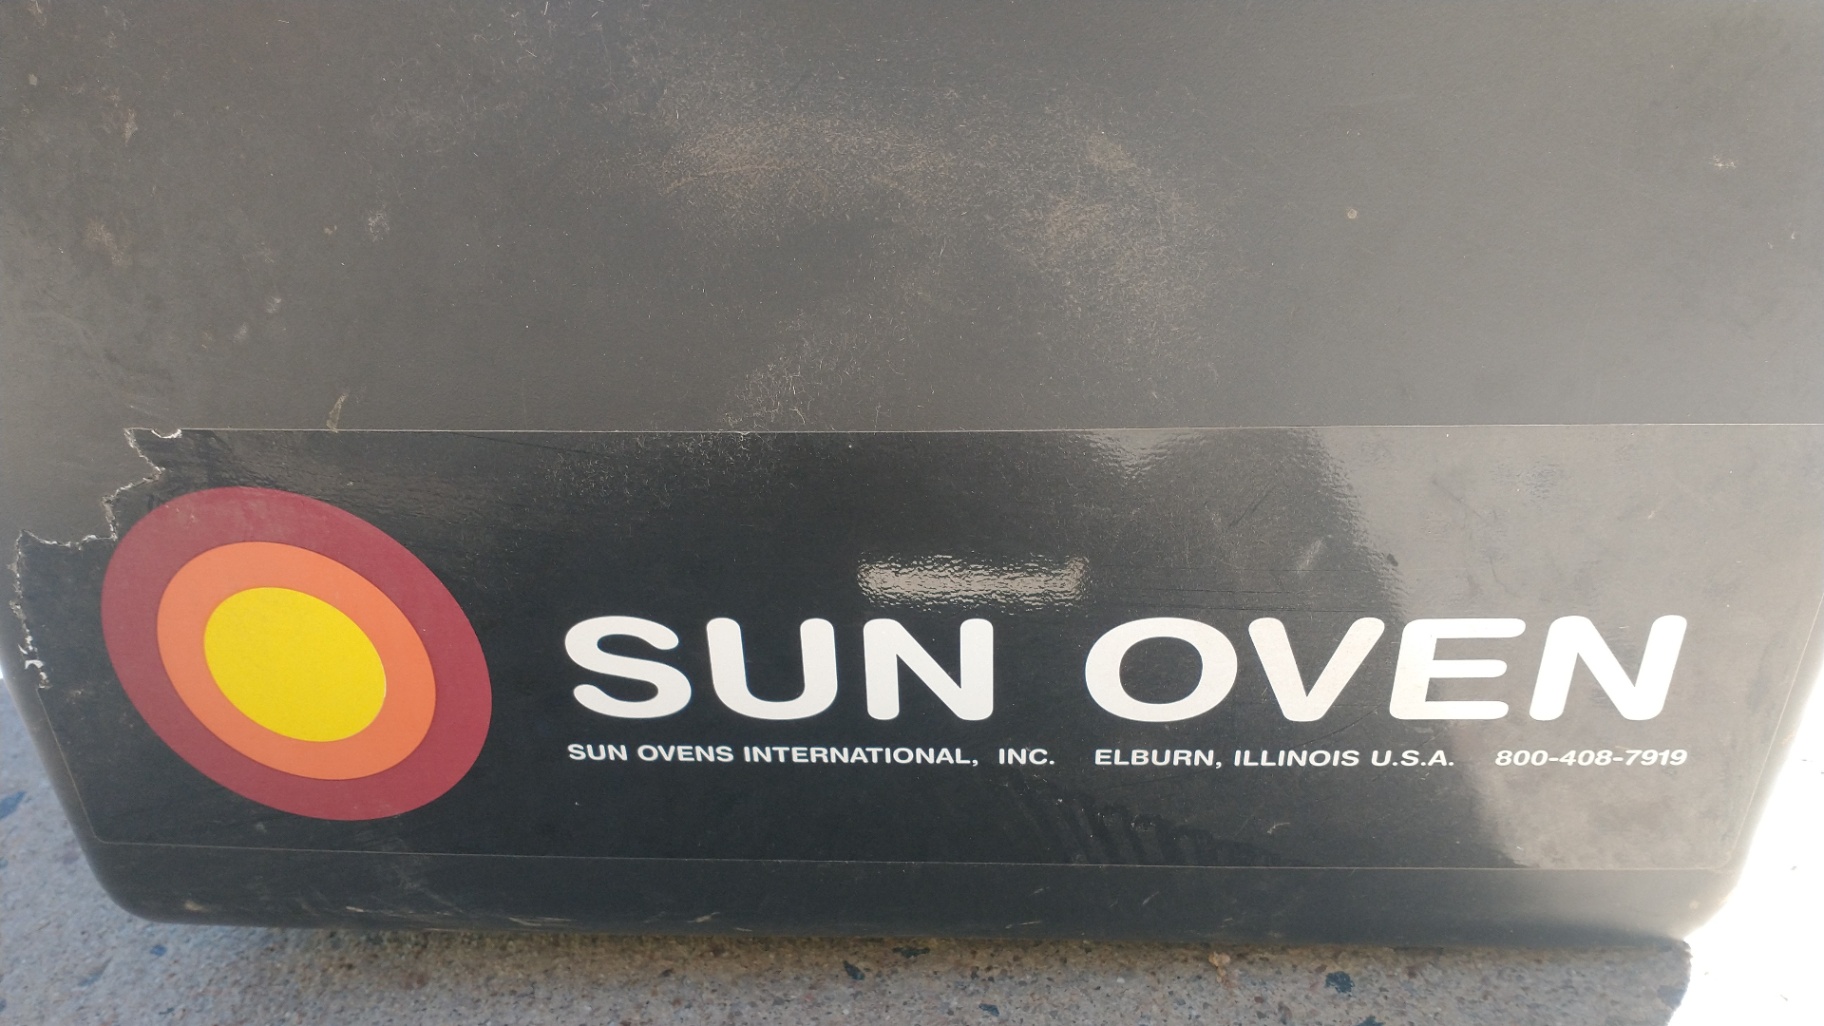 SUN OVEN
SUN OVENS INTERNATIONAL, INC. ELBURN, ILLINOIS U.S.A. 800-408-7919